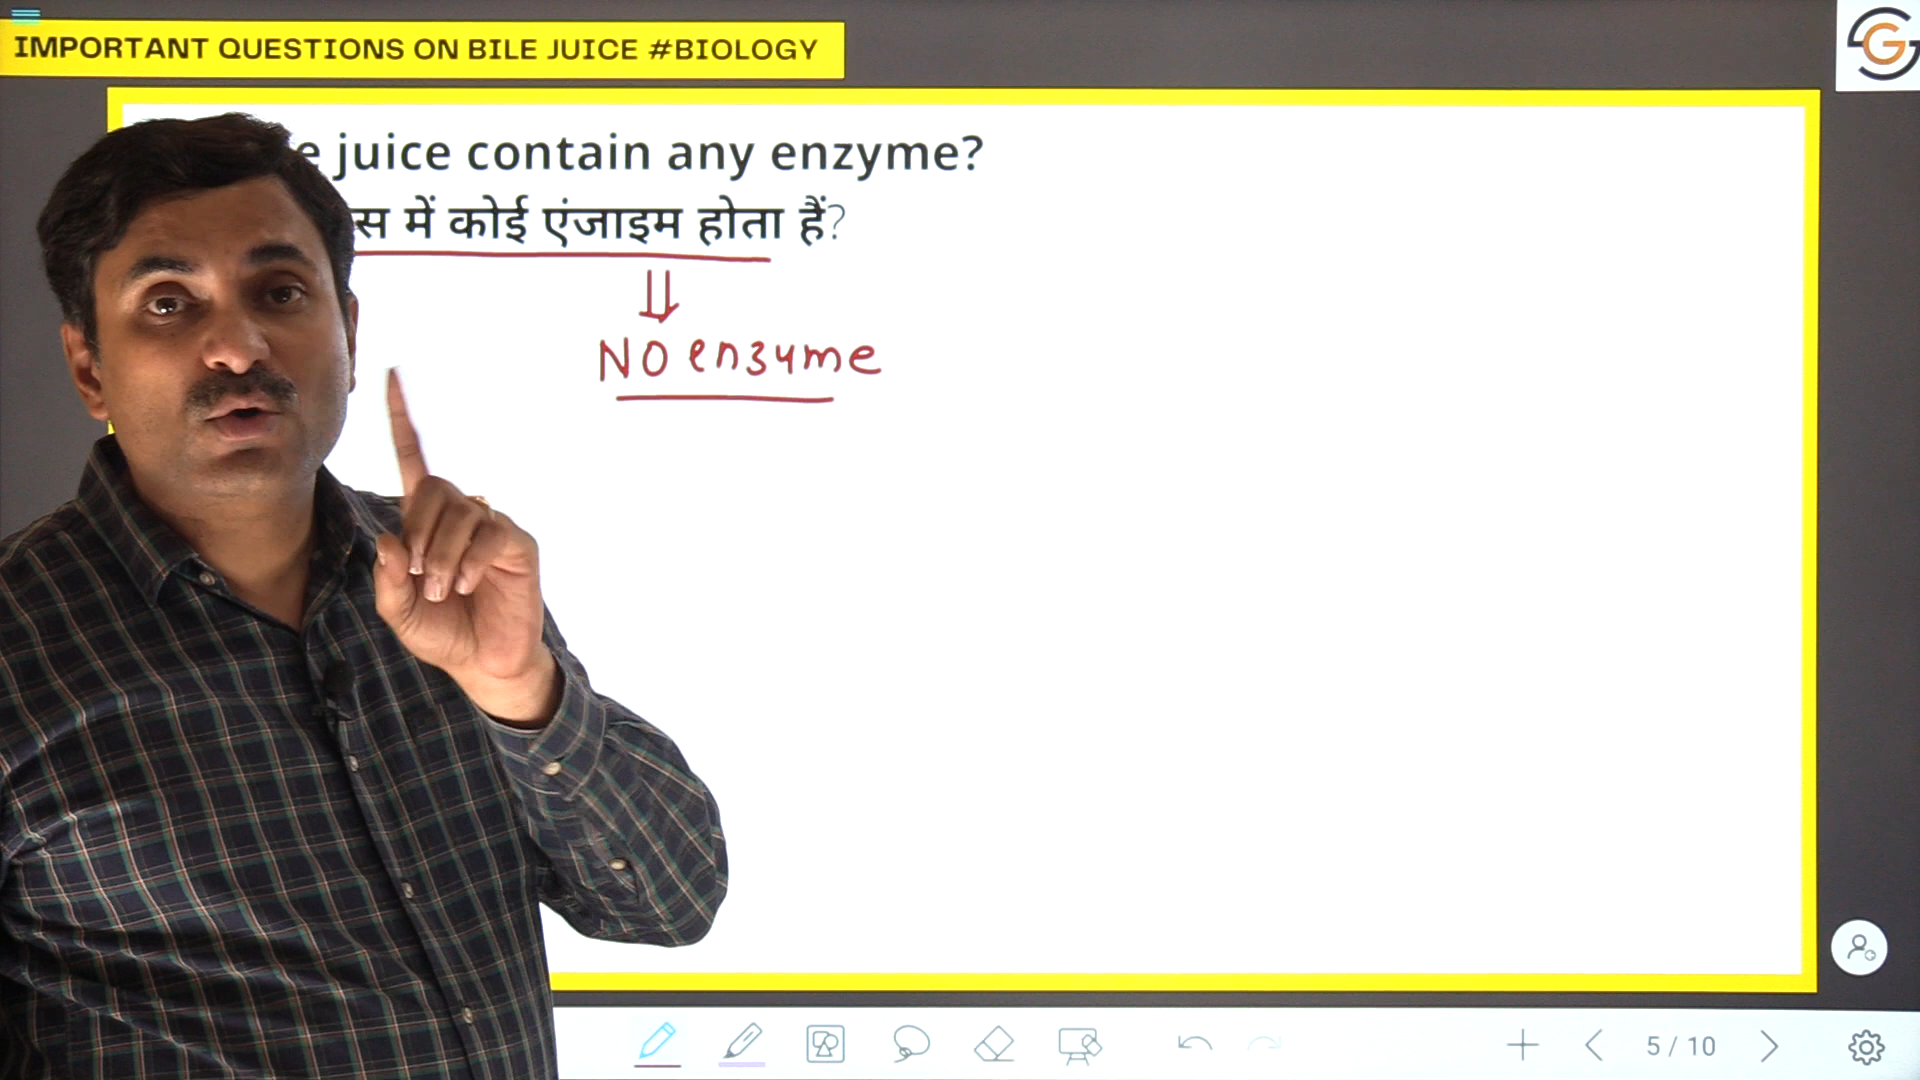 IMPORTANT QUESTIONS ON BILE JUICE #BIOLOGY
G
juice contain any enzyme?
में कोई एंजाइम होता हैं?
NO enzyme
5 / 10